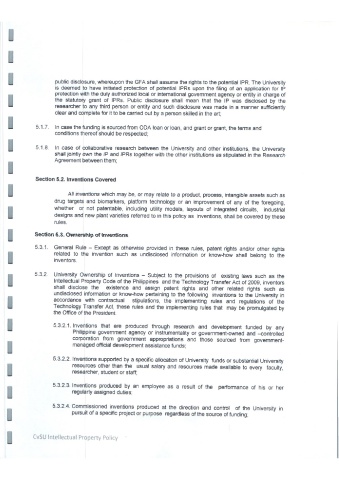 public disclosure, whereupon the GFA shall assume the rights to the potential IPR. The University
is deemed to have initiated protection of potential IPRs upon the filing of an application for IP
protection with the duly authorized local or international government agency or entity in charge of
the statutory grant of IPRs. Public disclosure shall mean that the IP was disclosed by the
researcher to any third person or entity and such disclosure was made in a manner sufficiently
clear and complete for it to be carried out by a person skilled in the art.
5.1.7. In case the funding is sourced from ODA loan or loan, and grant or grant, the terms and
conditions thereof should be respected;
5.1.8. In case of collaborative research between the University and other institutions, the University
shall jointly own the IP and IPRs together with the other institutions as stipulated in the Research
Agreement between them;
Section 5.2. Inventions Covered
All inventions which may be, or may relate to a product, process, intangible assets such as
drug targets and biomarkers, platform technology or an improvement of any of the foregoing,
whether or not patentable, including utility models, layouts of integrated circuits, industrial
designs and new plant varieties referred to in this policy as inventions, shall be covered by these
rules.
Section 5.3. Ownership of Inventions
5.3.1. General Rule – Except as otherwise provided in these rules, patent rights and/or other rights
related to the invention such as undisclosed information or know-how shall belong to the
inventors.
5.3.2 University Ownership of Inventions – Subject to the provisions of existing laws such as the
Intellectual Property Code of the Philippines and the Technology Transfer Act of 2009, inventors
shall disclose the existence and assign patent rights and other related rights such as
undisclosed information or know-how pertaining to the following inventions to the University in
accordance with contractual stipulations, the implementing rules and regulations of the
Technology Transfer Act, these rules and the implementing rules that may be promulgated by
the Office of the President.
5.3.2.1. Inventions that are produced through research and development funded by any
Philippine government agency or instrumentality or government-owned and -controlled
corporation from government appropriations and those sourced from government-
managed official development assistance funds;
5.3.2.2. Inventions supported by a specific allocation of University funds or substantial University
resources other than the usual salary and resources made available to every faculty,
researcher, student or staff;
5.3.2.3. Inventions produced by an employee as a result of the performance of his or her
regularly assigned duties;
5.3.2.4. Commissioned inventions produced at the direction and control of the University in
pursuit of a specific project or purpose regardless of the source of funding;
CvSU Intellectual Property Policy